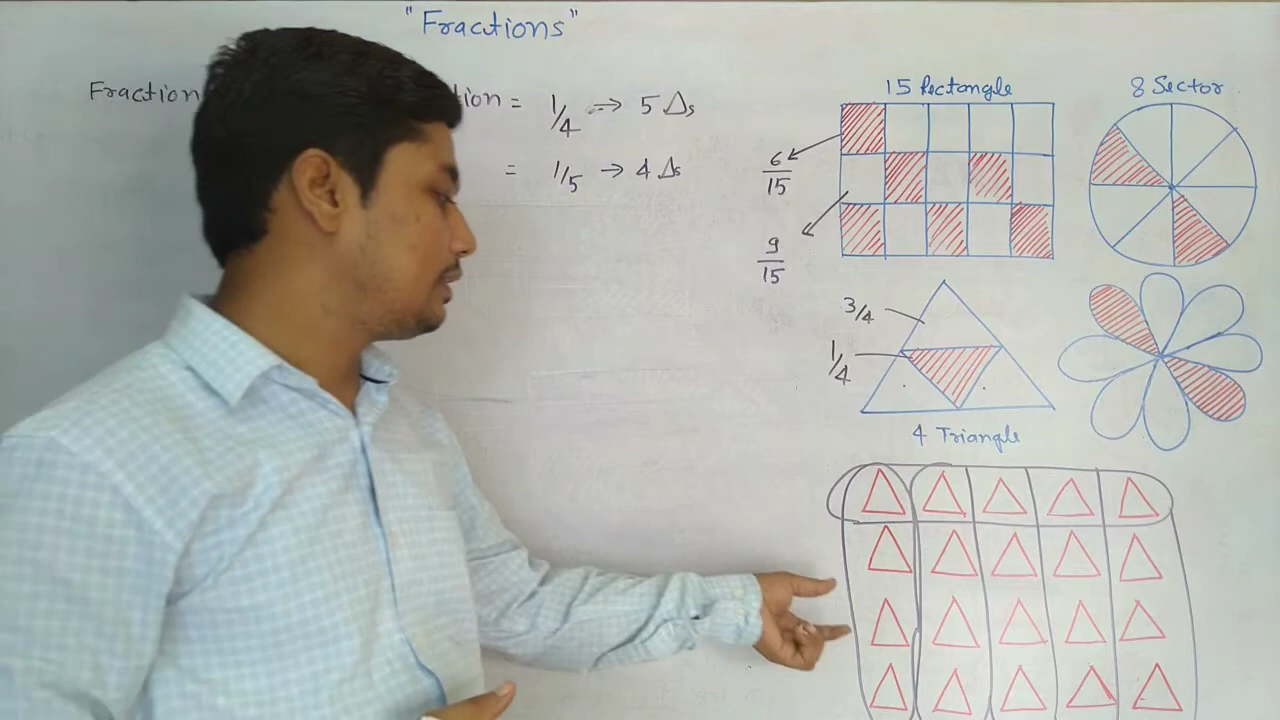 "Fractions"
Fraction tion = 1/4 → 5 Δs
= 1/5 → 4 Δs
15 Rectangle
6/15
9/15
8 Sector
3/4
1/4
4 Triangle